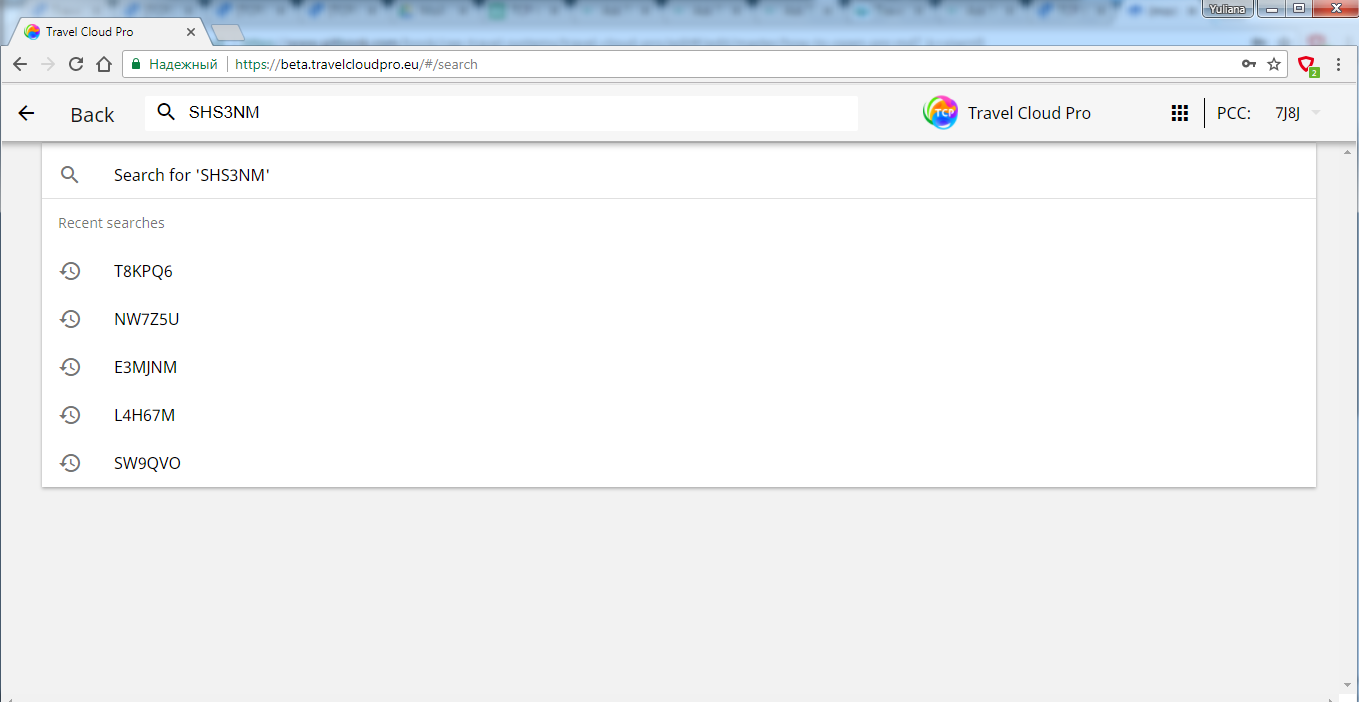 Yuliana
Travel Cloud Pro
Надежный https://beta.travelcloudpro.eu/#/search
2
Back SHS3NM TCP Travel Cloud Pro PCC: 7J8J
Search for 'SHS3NM'
Recent searches
T8KPQ6
NW7Z5U
E3MJNM
L4H67M
SW9QVO